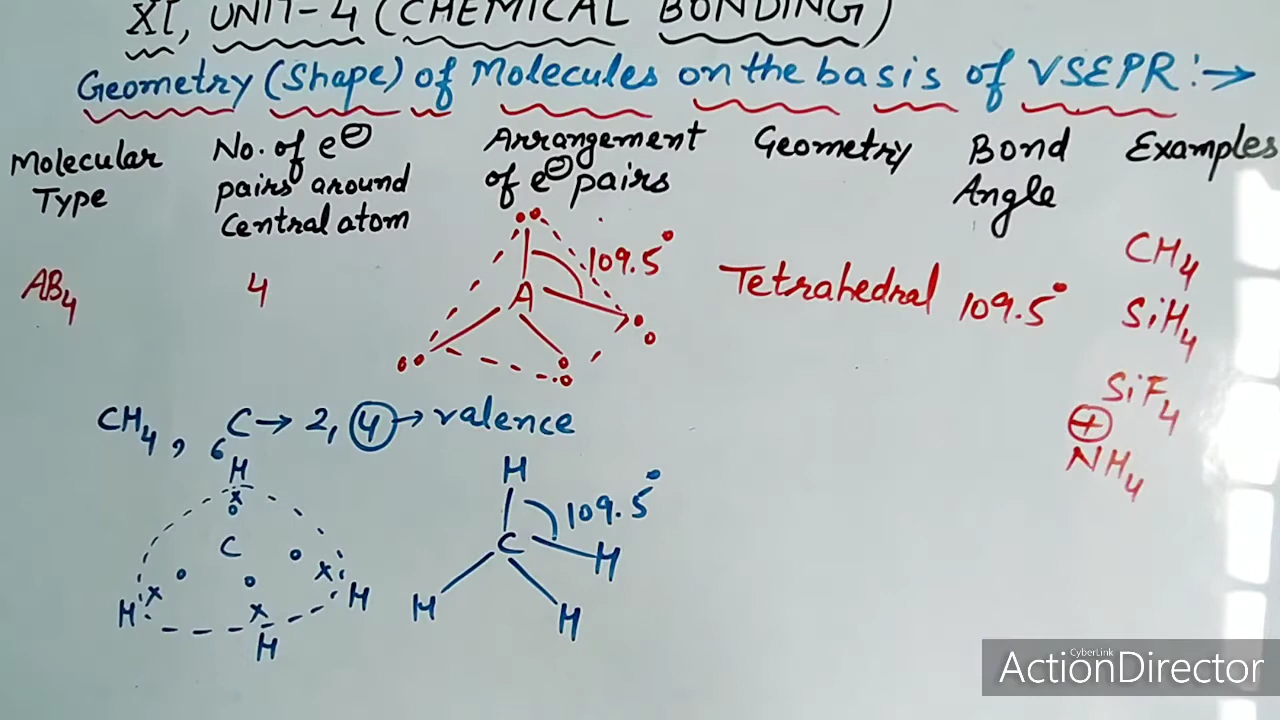 XI, UNIT-4 (CHEMICAL BONDING)
Geometry (Shape) of Molecules on the basis of VSEPR:→
Molecular Type
No. of e⊖ pairs around Central atom
Arrangement of e⊖ pairs
Geometry
Bond Angle
Examples
AB4
4
A
109.5°
Tetrahedral
109.5°
CH4
SiH4
SiF4
⊕
NH4
CH4, 6C→ 2, 4→ valence
H
x
C
x
x
H
H
x
H
H
109.5°
C
H
H
H
CyberLink
ActionDirector